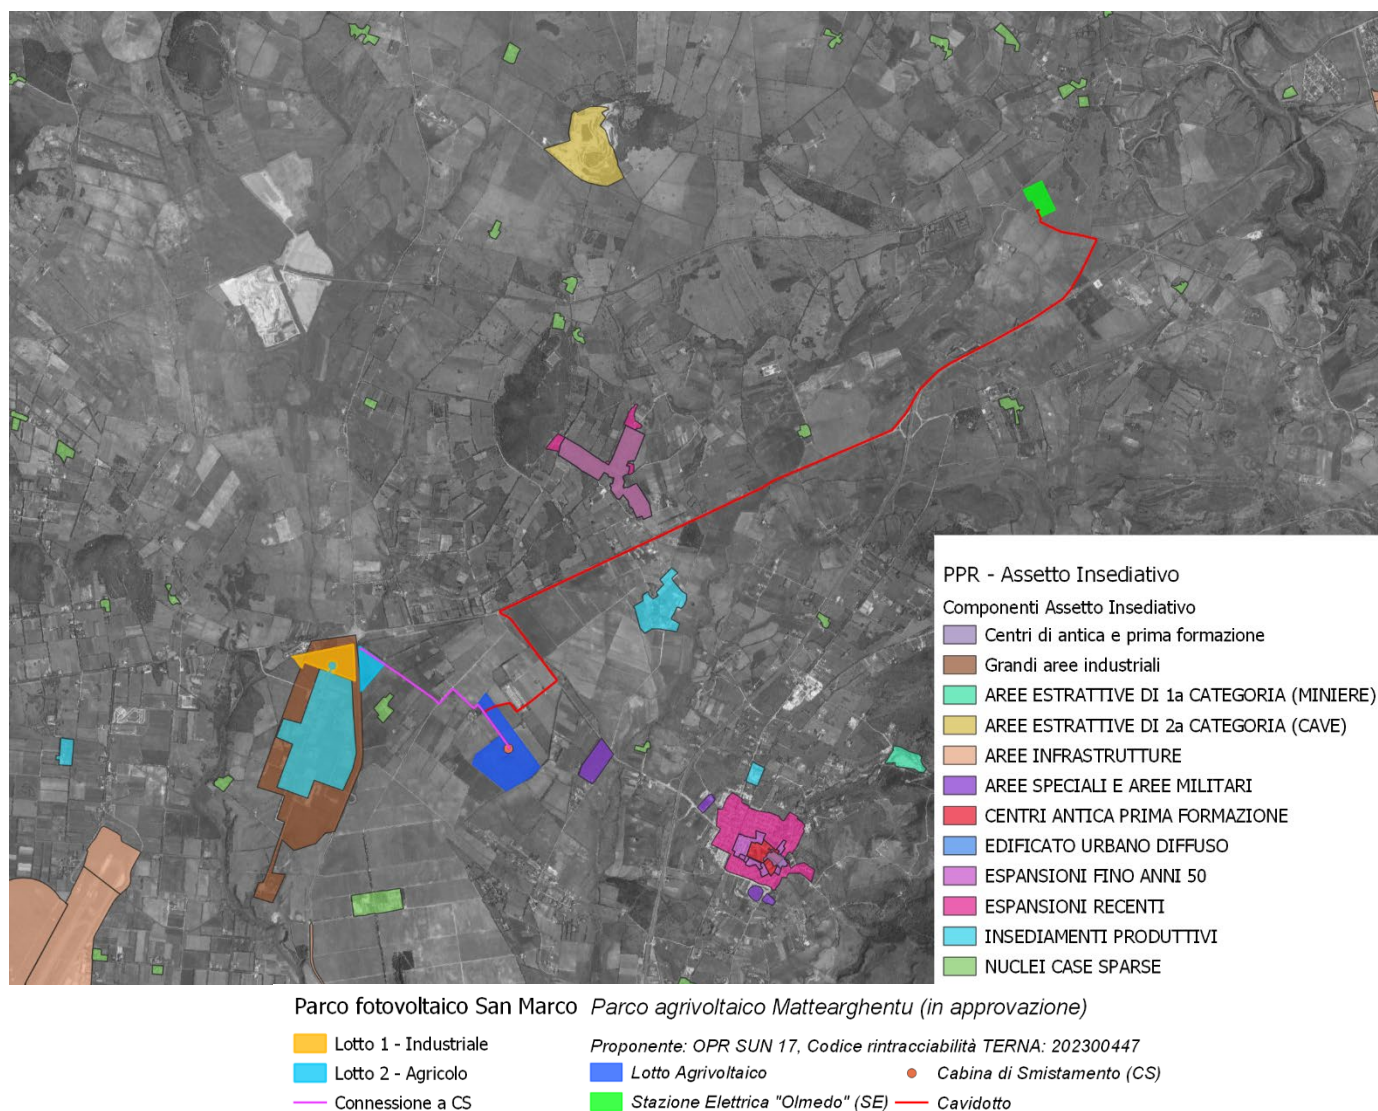 PPR - Assetto Insediativo
Componenti Assetto Insediativo
Centri di antica e prima formazione
Grandi aree industriali
AREE ESTRATTIVE DI 1a CATEGORIA (MINIERE)
AREE ESTRATTIVE DI 2a CATEGORIA (CAVE)
AREE INFRASTRUTTURE
AREE SPECIALI E AREE MILITARI
CENTRI ANTICA PRIMA FORMAZIONE
EDIFICATO URBANO DIFFUSO
ESPANSIONI FINO ANNI 50
ESPANSIONI RECENTI
INSEDIAMENTI PRODUTTIVI
NUCLEI CASE SPARSE
Parco fotovoltaico San Marco
Lotto 1 - Industriale
Lotto 2 - Agricolo
Connessione a CS
Parco agrivoltaico Mattearghentu (in approvazione)
Proponente: OPR SUN 17, Codice rintracciabilità TERNA: 202300447
Lotto Agrivoltaico
Stazione Elettrica "Olmedo" (SE)
Cabina di Smistamento (CS)
Cavidotto